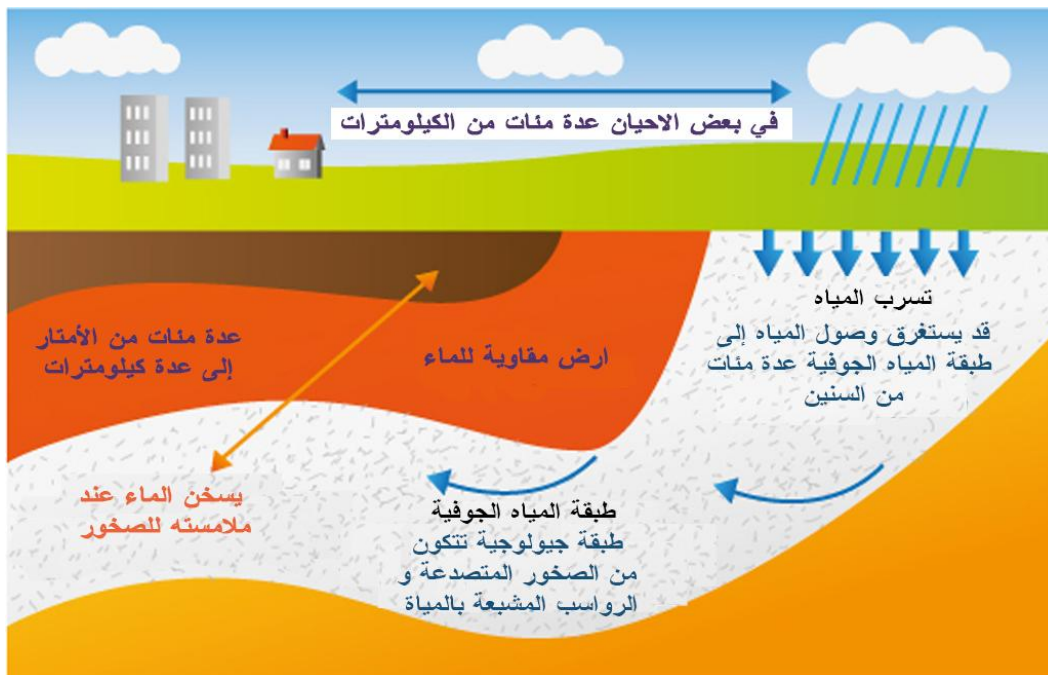 في بعض الاحيان عدة مئات من الكيلومترات
تسرب المياه
قد يستغرق وصول المياه إلى
طبقة المياه الجوفية عدة مئات
من السنين
ارض مقاوية للماء
عدة مئات من الأمتار
إلى عدة كيلومترات
يسخن الماء عند
ملامسته للصخور
طبقة المياه الجوفية
طبقة جيولوجية تتكون
من الصخور المتصدعة و
الرواسب المشبعة بالمياة